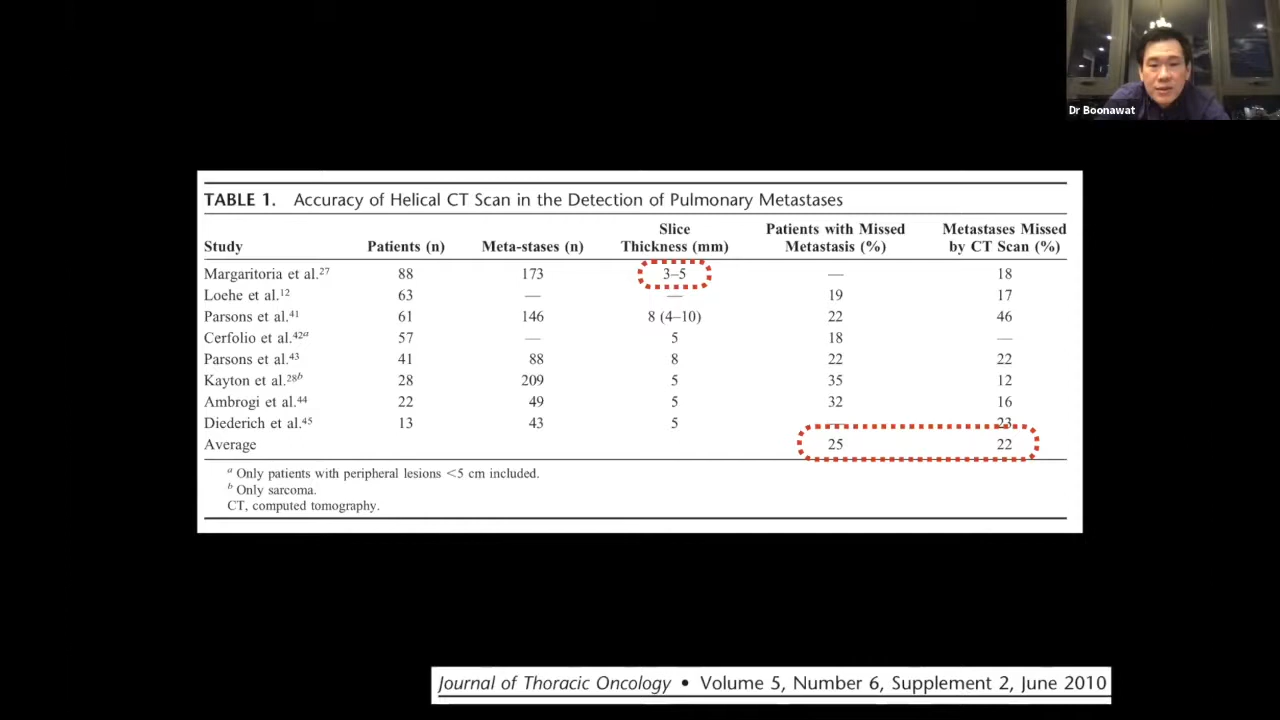 Dr Boonawat
TABLE 1. Accuracy of Helical CT Scan in the Detection of Pulmonary Metastases
Study Patients (n) Meta-stases (n) Slice Thickness (mm) Patients with Missed Metastasis (%) Metastases Missed by CT Scan (%)
Margaritoria et al.27 88 173 3–5 — 18
Loehe et al.12 63 — — 19 17
Parsons et al.41 61 146 8 (4–10) 22 46
Cerfolio et al.42a 57 — 5 18 —
Parsons et al.43 41 88 8 22 22
Kayton et al.28b 28 209 5 35 12
Ambrogi et al.44 22 49 5 32 16
Diederich et al.45 13 43 5 — 23
Average 25 22
a Only patients with peripheral lesions <5 cm included.
b Only sarcoma.
CT, computed tomography.
Journal of Thoracic Oncology • Volume 5, Number 6, Supplement 2, June 2010